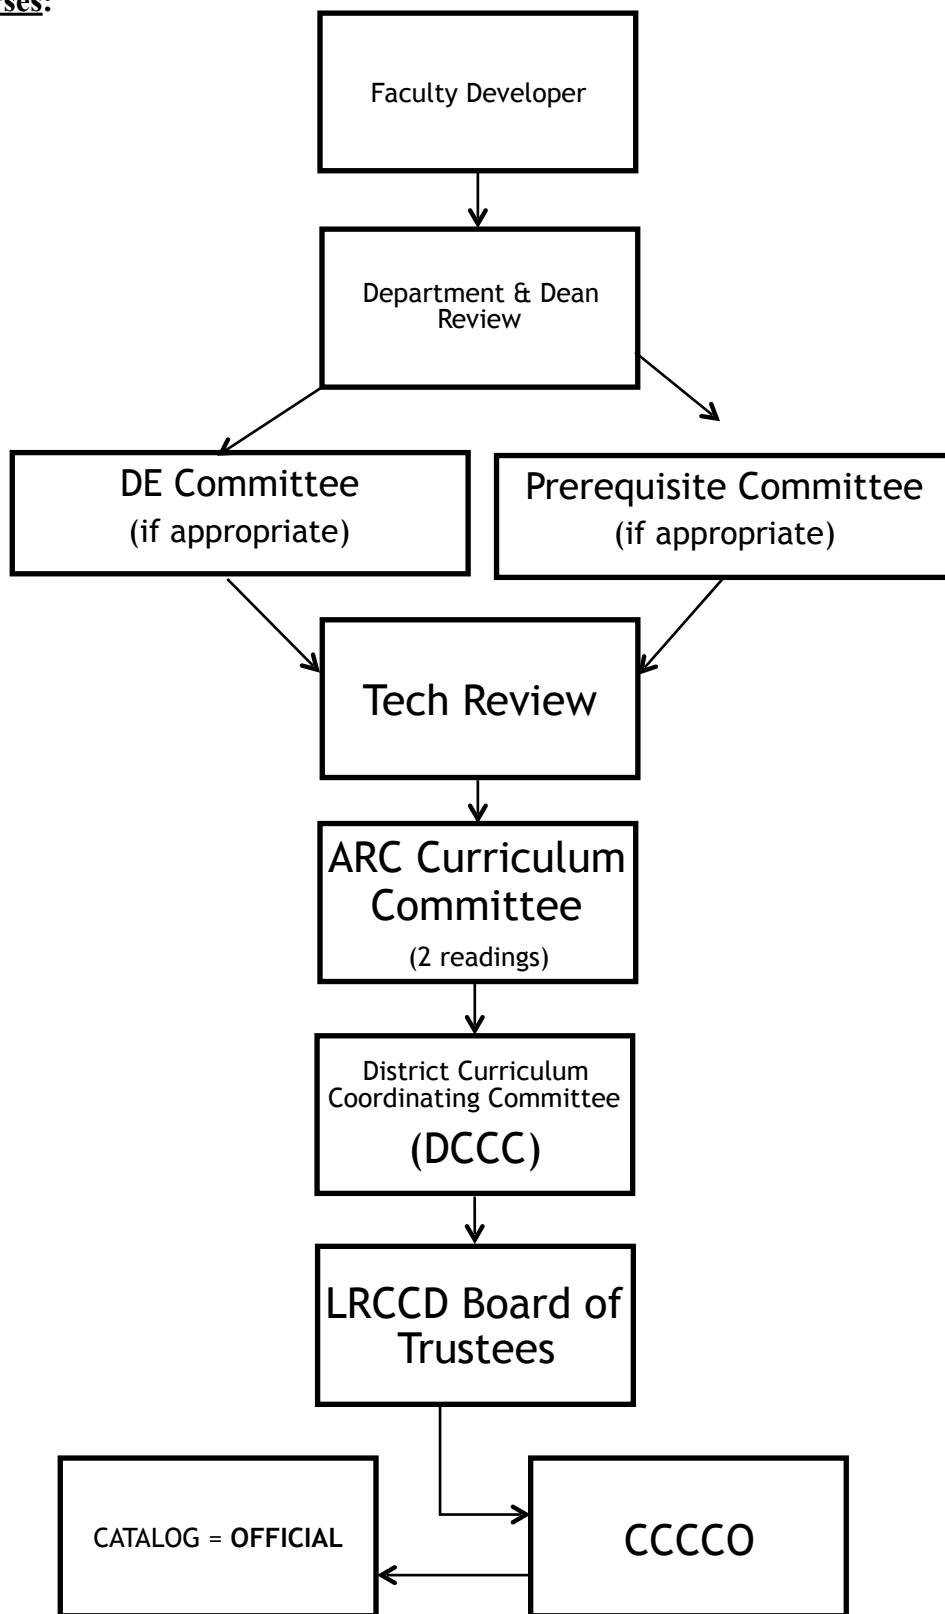 Faculty Developer
Department & Dean
Review
DE Committee
(if appropriate)
Prerequisite Committee
(if appropriate)
Tech Review
ARC Curriculum
Committee
(2 readings)
District Curriculum
Coordinating Committee
(DCCC)
LRCCD Board of
Trustees
CATALOG = OFFICIAL
CCCCO